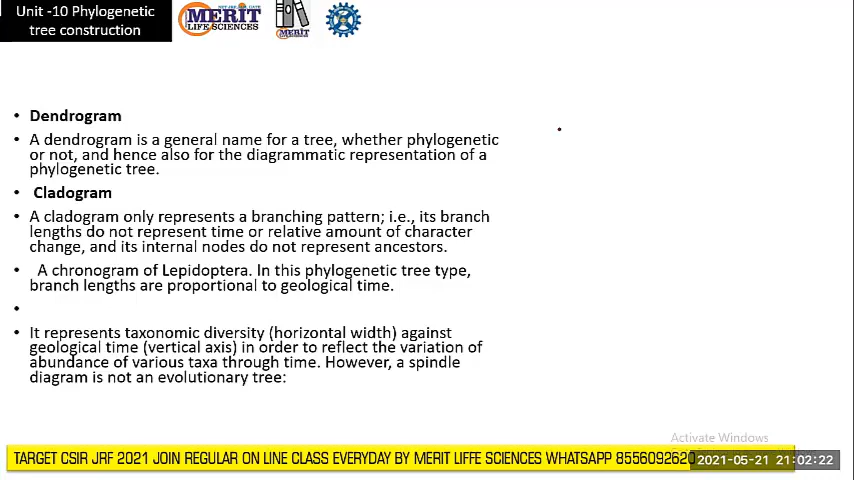 Unit -10 Phylogenetic
tree construction
MERIT
LIFE SCIENCES
MERIT
• Dendrogram
• A dendrogram is a general name for a tree, whether phylogenetic
or not, and hence also for the diagrammatic representation of a
phylogenetic tree.
• Cladogram
• A cladogram only represents a branching pattern; i.e., its branch
lengths do not represent time or relative amount of character
change, and its internal nodes do not represent ancestors.
• A chronogram of Lepidoptera. In this phylogenetic tree type,
branch lengths are proportional to geological time.
•
• It represents taxonomic diversity (horizontal width) against
geological time (vertical axis) in order to reflect the variation of
abundance of various taxa through time. However, a spindle
diagram is not an evolutionary tree:
Activate Windows
TARGET CSIR JRF 2021 JOIN REGULAR ON LINE CLASS EVERYDAY BY MERIT LIFFE SCIENCES WHATSAPP 8556092620
2021-05-21 21:02:22